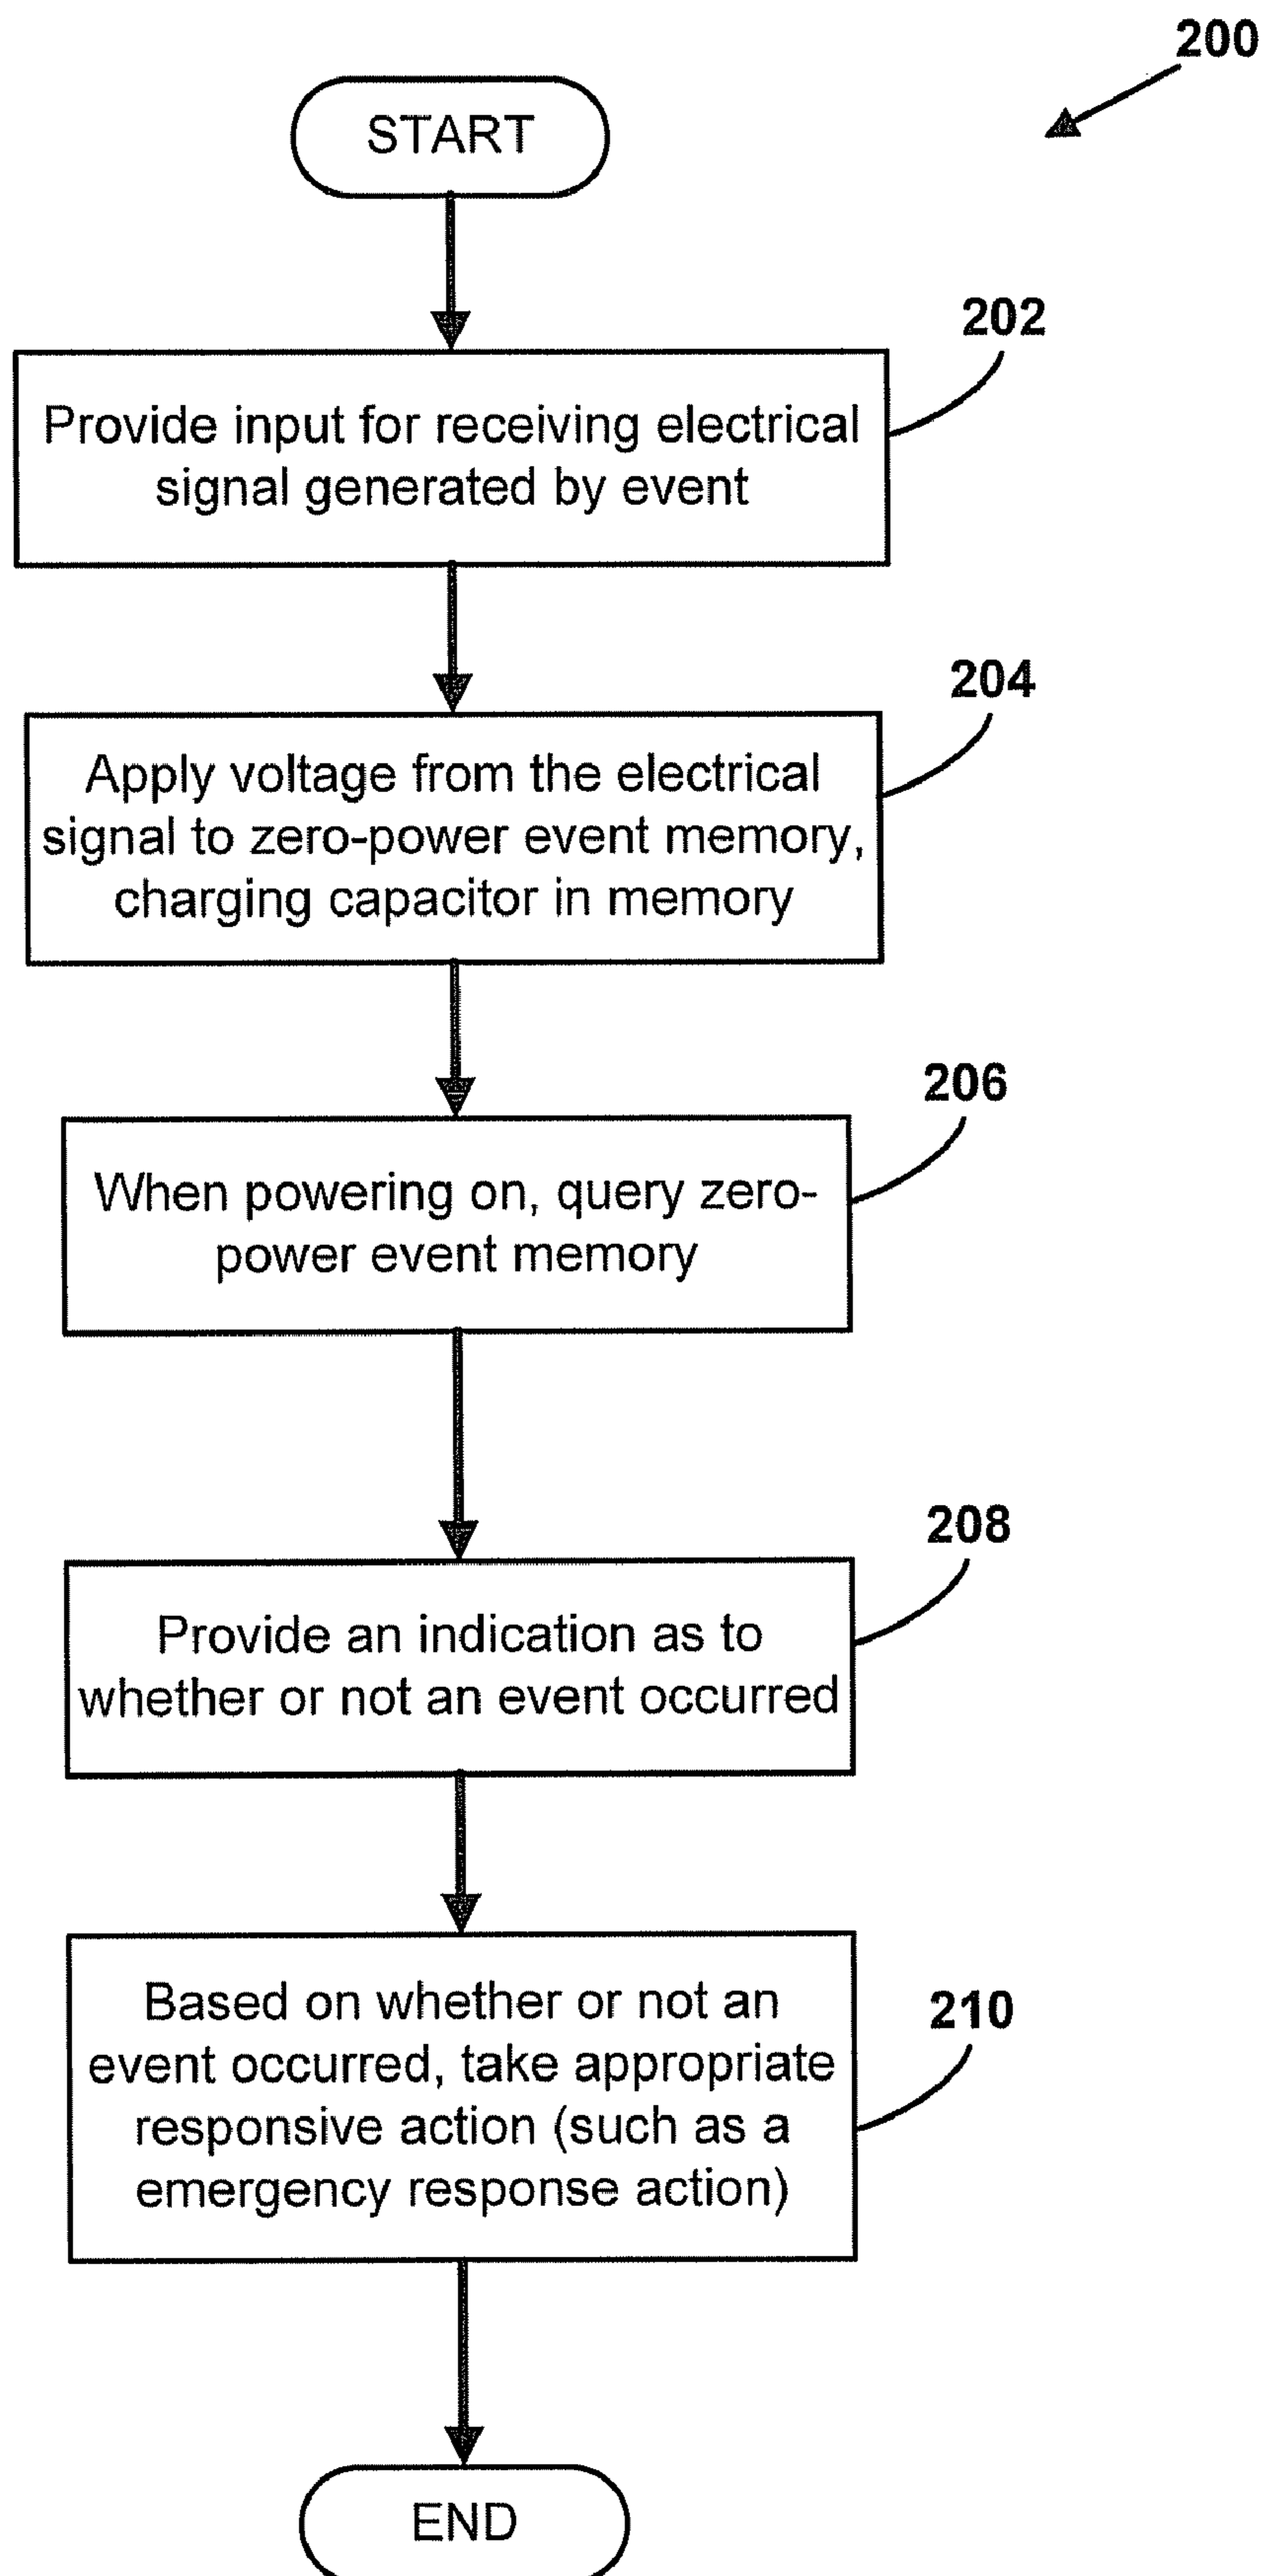 200
START
202
Provide input for receiving electrical
signal generated by event
204
Apply voltage from the electrical
signal to zero-power event memory,
charging capacitor in memory
206
When powering on, query zero-
power event memory
208
Provide an indication as to
whether or not an event occurred
210
Based on whether or not an
event occurred, take appropriate
responsive action (such as a
emergency response action)
END